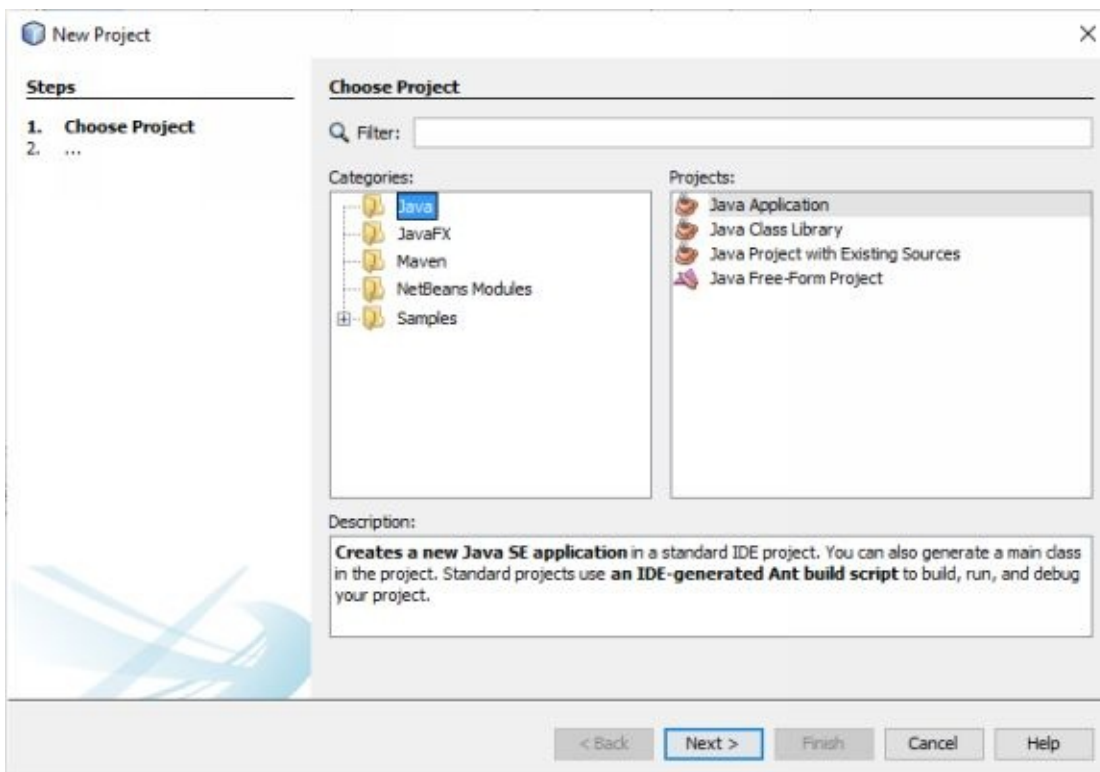 New Project
Steps
1. Choose Project
2. ...
Choose Project
Filter:
Categories:
Java
JavaFX
Maven
NetBeans Modules
Samples
Projects:
Java Application
Java Class Library
Java Project with Existing Sources
Java Free-Form Project
Description:
Creates a new Java SE application in a standard IDE project. You can also generate a main class
in the project. Standard projects use an IDE-generated Ant build script to build, run, and debug
your project.
< Back
Next >
Finish
Cancel
Help